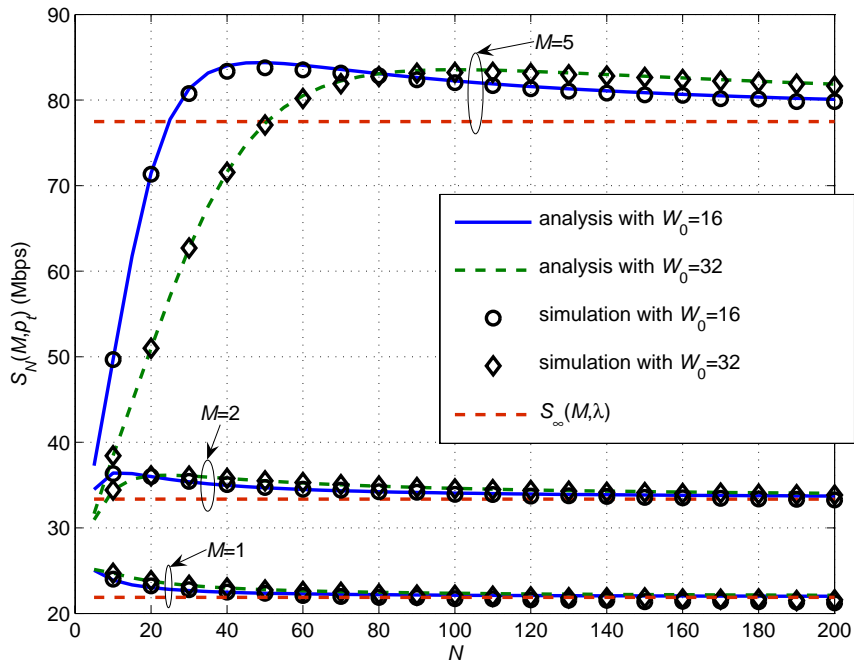 90
80
70
60
50
40
30
20
S_N(M,p_t) (Mbps)
M=5
M=2
M=1
analysis with W_0=16
analysis with W_0=32
simulation with W_0=16
simulation with W_0=32
S_∞(M,λ)
0 20 40 60 80 100 120 140 160 180 200
N